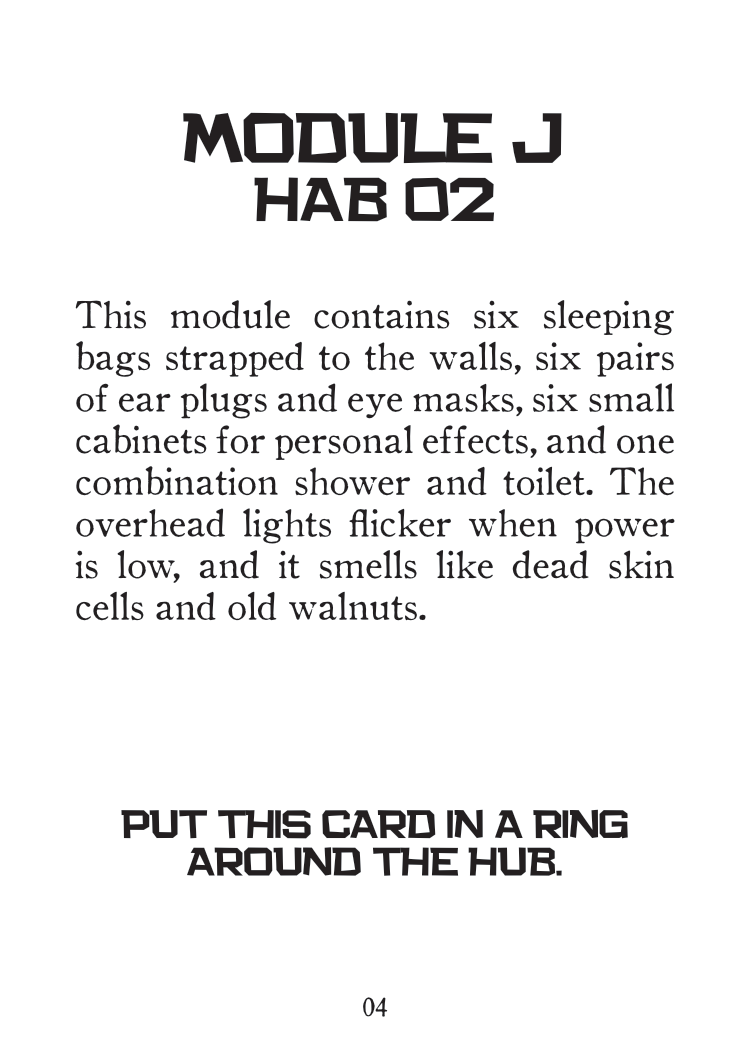 MODULE J
HAB 02
This module contains six sleeping
bags strapped to the walls, six pairs
of ear plugs and eye masks, six small
cabinets for personal effects, and one
combination shower and toilet. The
overhead lights flicker when power
is low, and it smells like dead skin
cells and old walnuts.
PUT THIS CARD IN A RING
AROUND THE HUB.
04